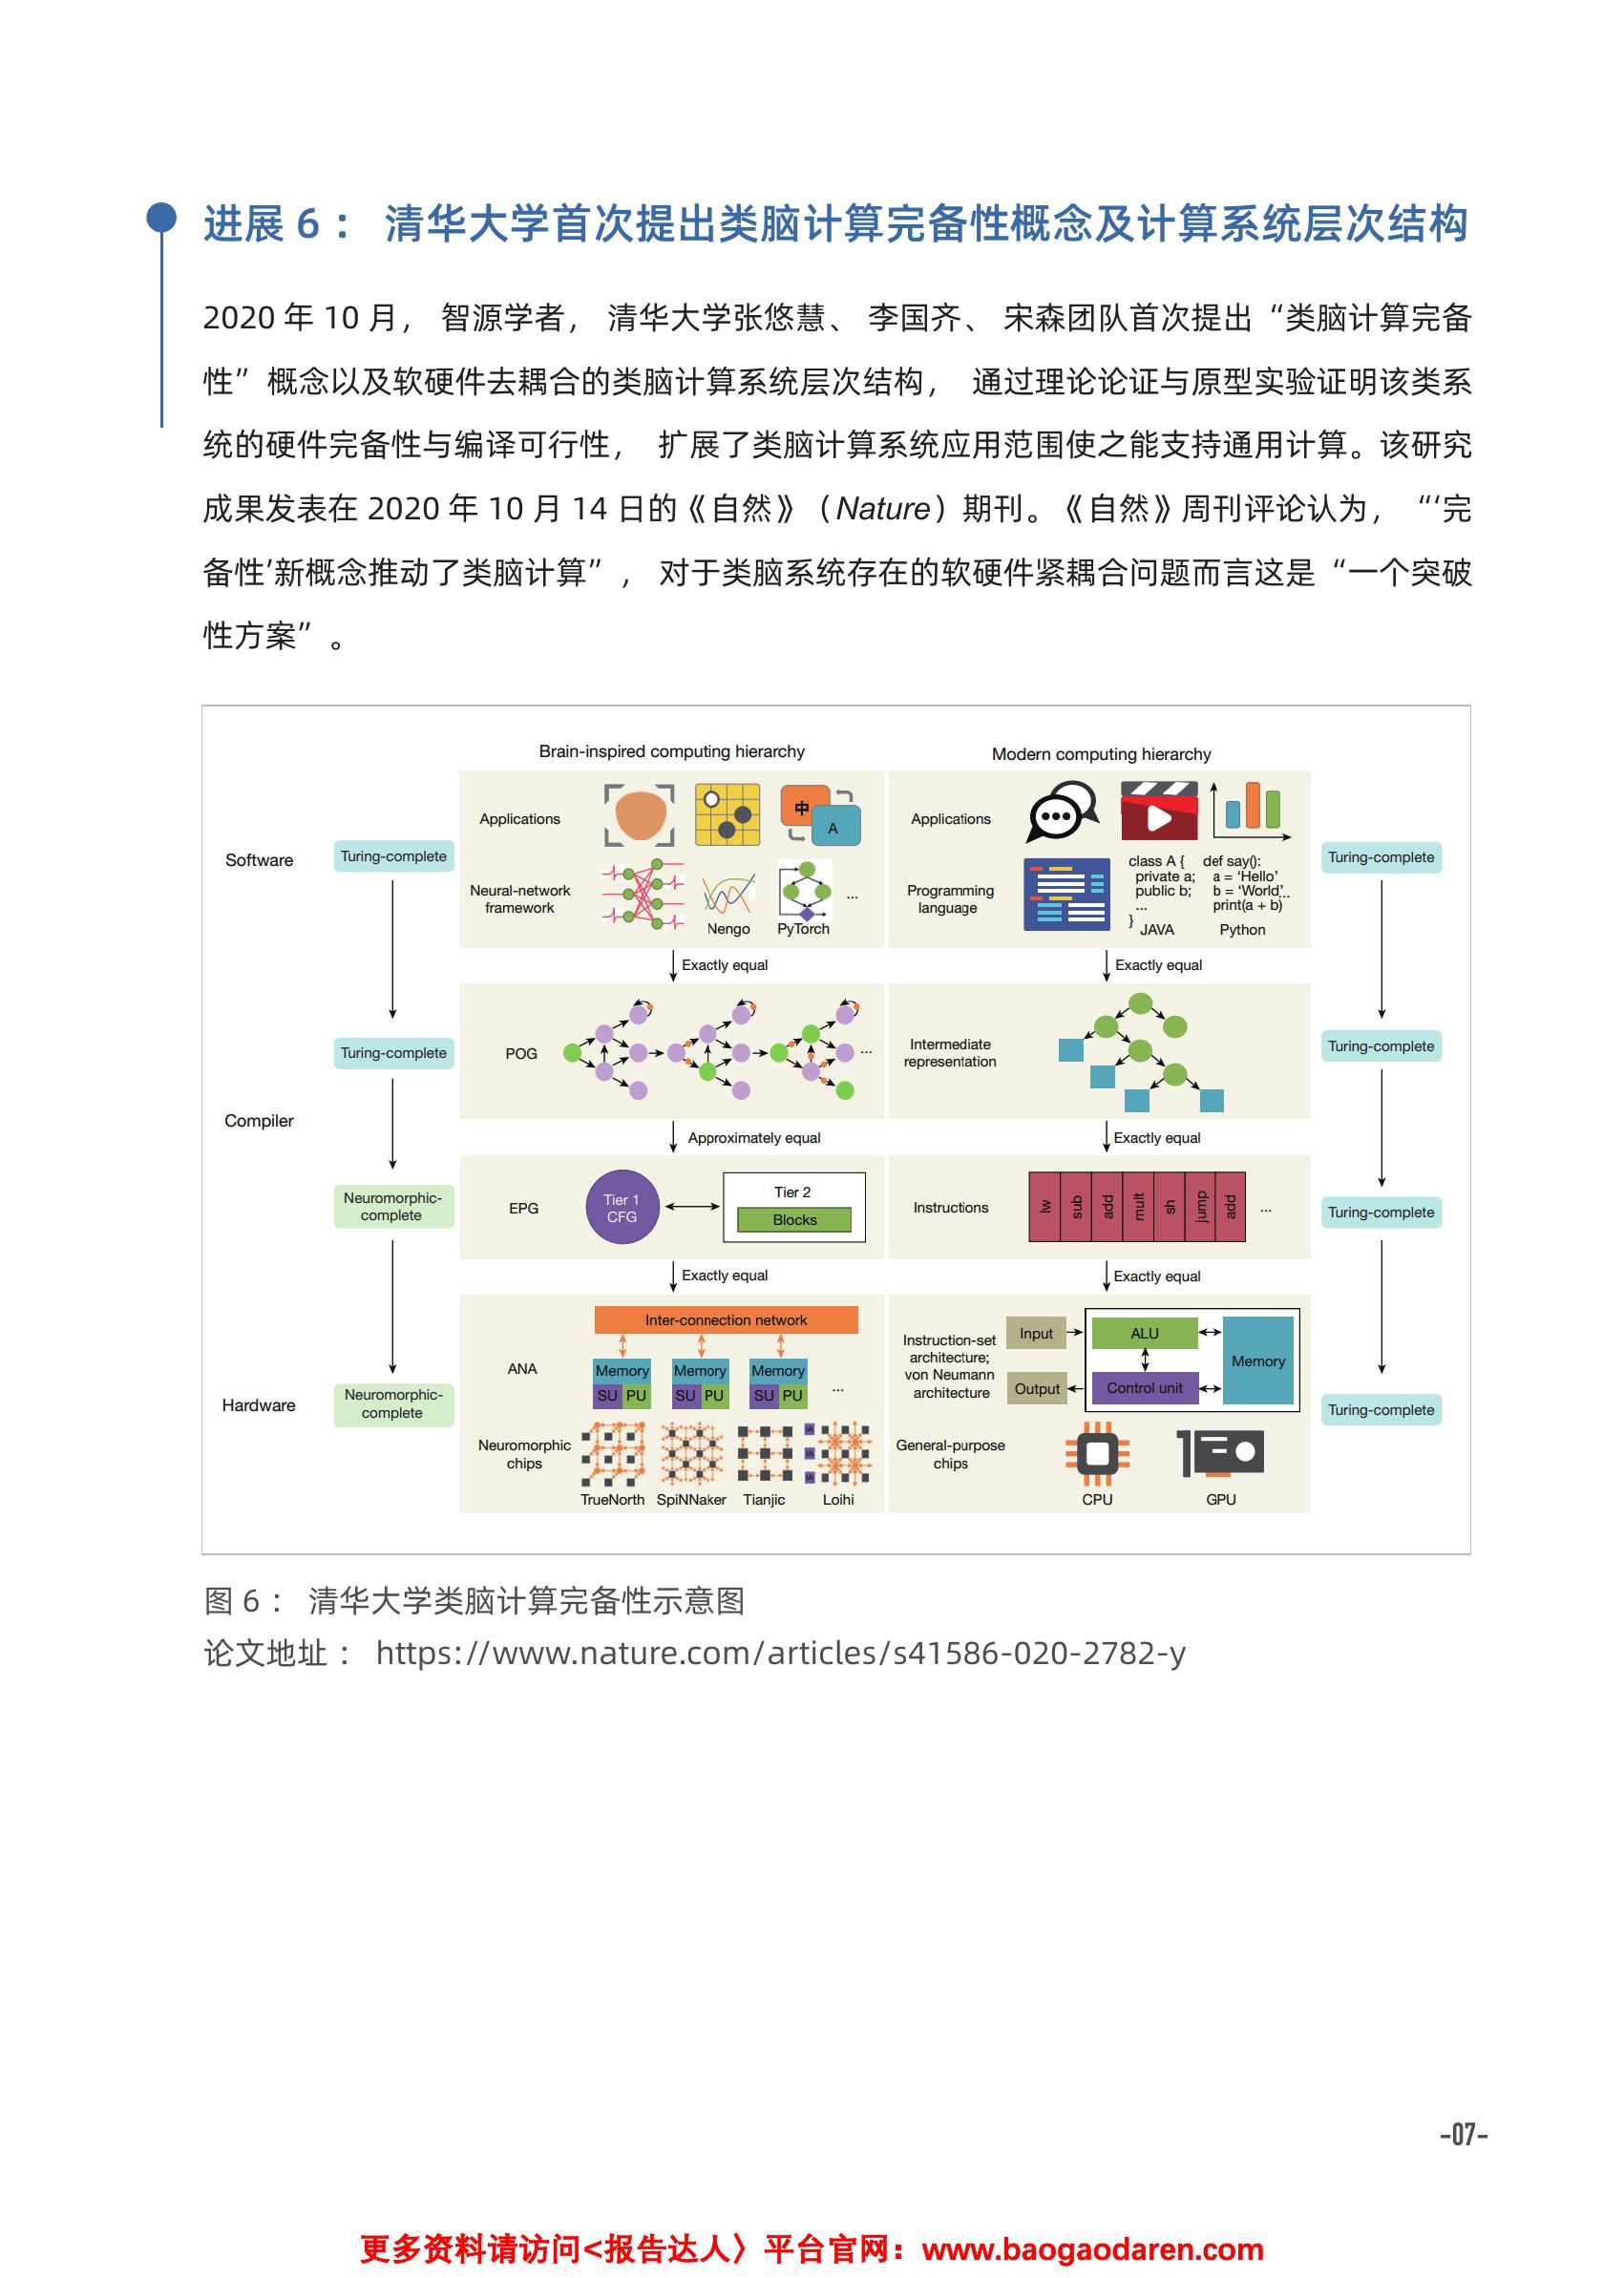 进展 6： 清华大学首次提出类脑计算完备性概念及计算系统层次结构
2020 年 10 月， 智源学者， 清华大学张悠慧、 李国齐、 宋森团队首次提出“类脑计算完备
性” 概念以及软硬件去耦合的类脑计算系统层次结构， 通过理论论证与原型实验证明该类系
统的硬件完备性与编译可行性， 扩展了类脑计算系统应用范围使之能支持通用计算。该研究
成果发表在 2020 年 10 月 14 日的《自然》（Nature）期刊。《自然》周刊评论认为， “‘完
备性’新概念推动了类脑计算” ， 对于类脑系统存在的软硬件紧耦合问题而言这是“一个突破
性方案” 。
Brain-inspired computing hierarchy
Modern computing hierarchy
Software
Turing-complete
Applications
中
A
Neural-network
framework
Nengo
PyTorch
...
Applications
Programming
language
class A {
private a;
public b;
...
}
JAVA
def say():
a = ‘Hello’
b = ‘World’
print(a + b)
...
Python
Turing-complete
Exactly equal
Exactly equal
Compiler
Turing-complete
POG
...
Intermediate
representation
Turing-complete
Approximately equal
Exactly equal
Neuromorphic-
complete
EPG
Tier 1
CFG
Tier 2
Blocks
Instructions
lw
sub
add
mult
sh
jump
add
...
Turing-complete
Exactly equal
Exactly equal
Hardware
Neuromorphic-
complete
ANA
Inter-connection network
Memory
SU PU
Memory
SU PU
Memory
SU PU
...
Neuromorphic
chips
TrueNorth
SpiNNaker
Tianjic
Loihi
Instruction-set
architecture;
von Neumann
architecture
Input
Output
ALU
Control unit
Memory
General-purpose
chips
CPU
GPU
Turing-complete
图 6： 清华大学类脑计算完备性示意图
论文地址： https://www.nature.com/articles/s41586-020-2782-y
-07-
更多资料请访问<报告达人〉平台官网：www.baogaodaren.com